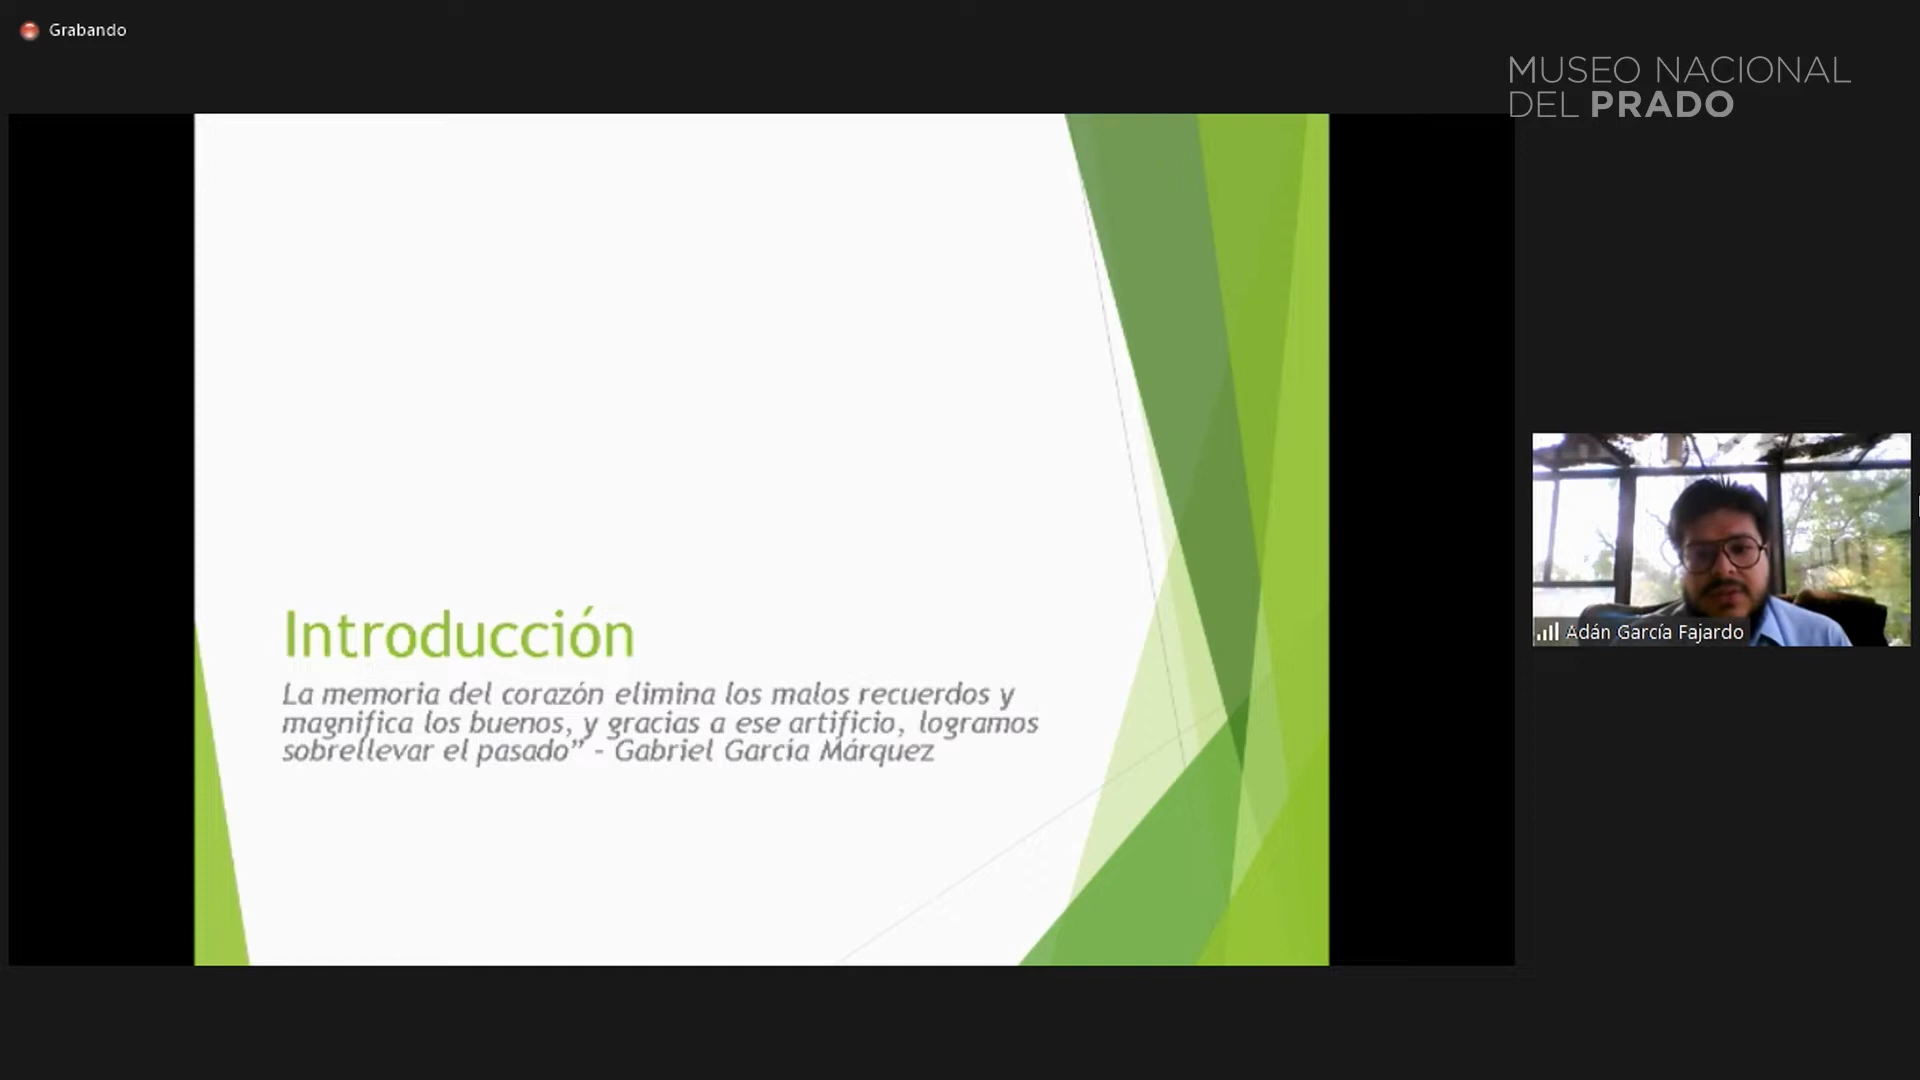 Grabando
MUSEO NACIONAL
DEL PRADO
Introducción
La memoria del corazón elimina los malos recuerdos y
magnifica los buenos, y gracias a ese artificio, logramos
sobrellevar el pasado” – Gabriel García Márquez
Adán García Fajardo